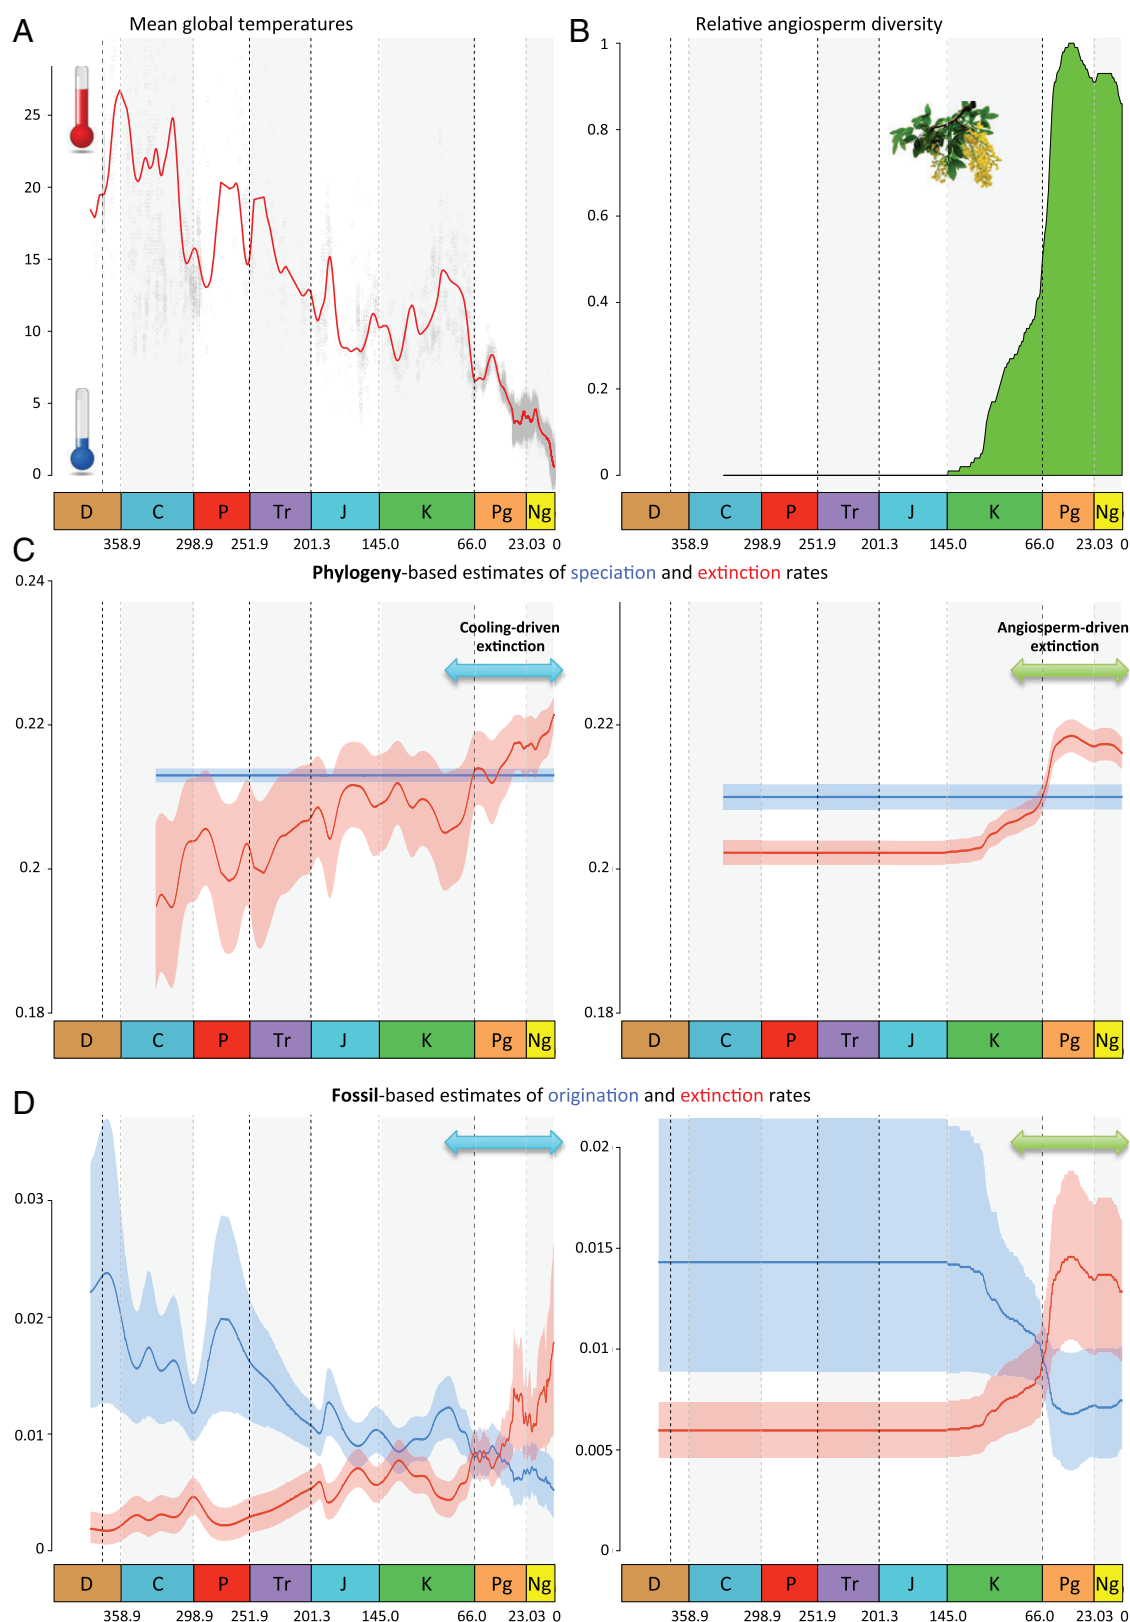 A
Mean global temperatures
B
Relative angiosperm diversity
25
20
15
10
5
0
1
0.8
0.6
0.4
0.2
0
D C P Tr J K Pg Ng
358.9 298.9 251.9 201.3 145.0 66.0 23.03 0
D C P Tr J K Pg Ng
358.9 298.9 251.9 201.3 145.0 66.0 23.03 0
C
Phylogeny-based estimates of speciation and extinction rates
0.24
0.22
0.2
0.18
Cooling-driven
extinction
0.22
0.2
0.18
Angiosperm-driven
extinction
D C P Tr J K Pg Ng
D C P Tr J K Pg Ng
D
Fossil-based estimates of origination and extinction rates
0.03
0.02
0.01
0
0.02
0.015
0.01
0.005
0
D C P Tr J K Pg Ng
358.9 298.9 251.9 201.3 145.0 66.0 23.03 0
D C P Tr J K Pg Ng
358.9 298.9 251.9 201.3 145.0 66.0 23.03 0